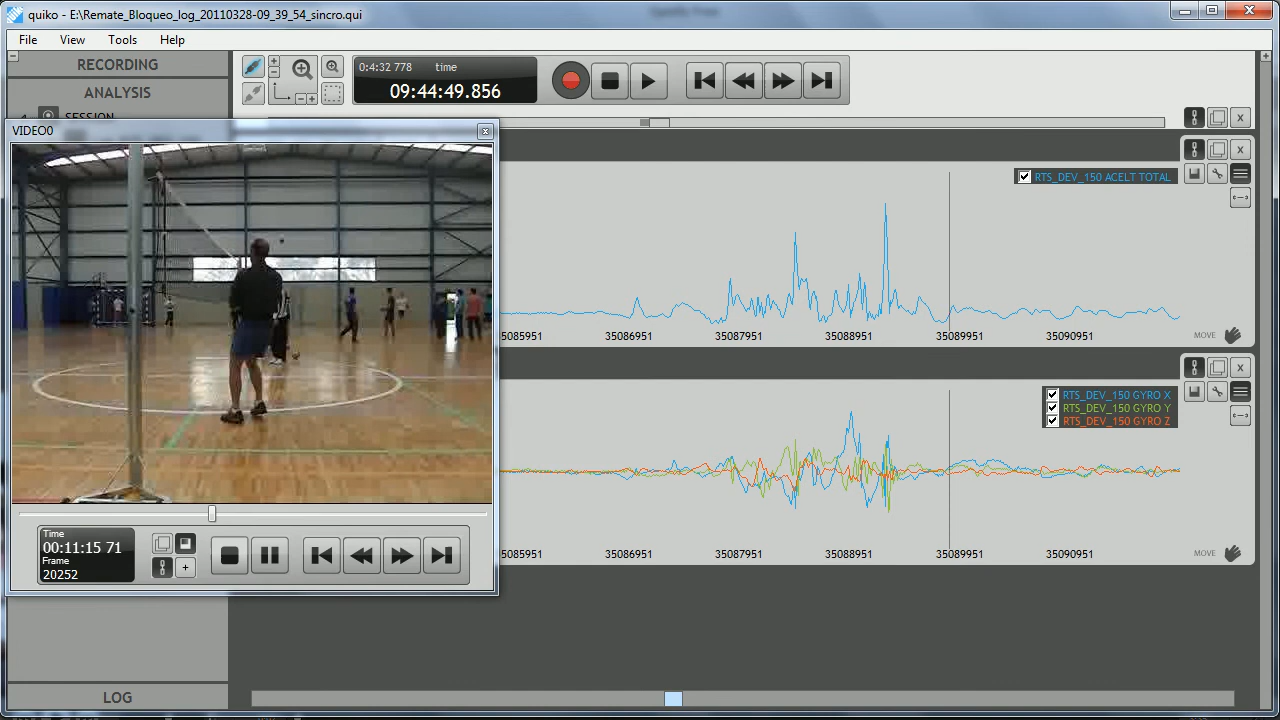 quiko - E:\Remate_Bloqueo_log_20110328-09_39_54_sincro.qui
File View Tools Help
RECORDING
ANALYSIS
SESSION
0:4:32 778 time
09:44:49.856
VIDEO0
RTS_DEV_150 ACELT TOTAL
35085951 35086951 35087951 35088951 35089951 35090951
MOVE
RTS_DEV_150 GYRO X
RTS_DEV_150 GYRO Y
RTS_DEV_150 GYRO Z
35085951 35086951 35087951 35088951 35089951 35090951
MOVE
Time
00:11:15 71
Frame
20252
LOG